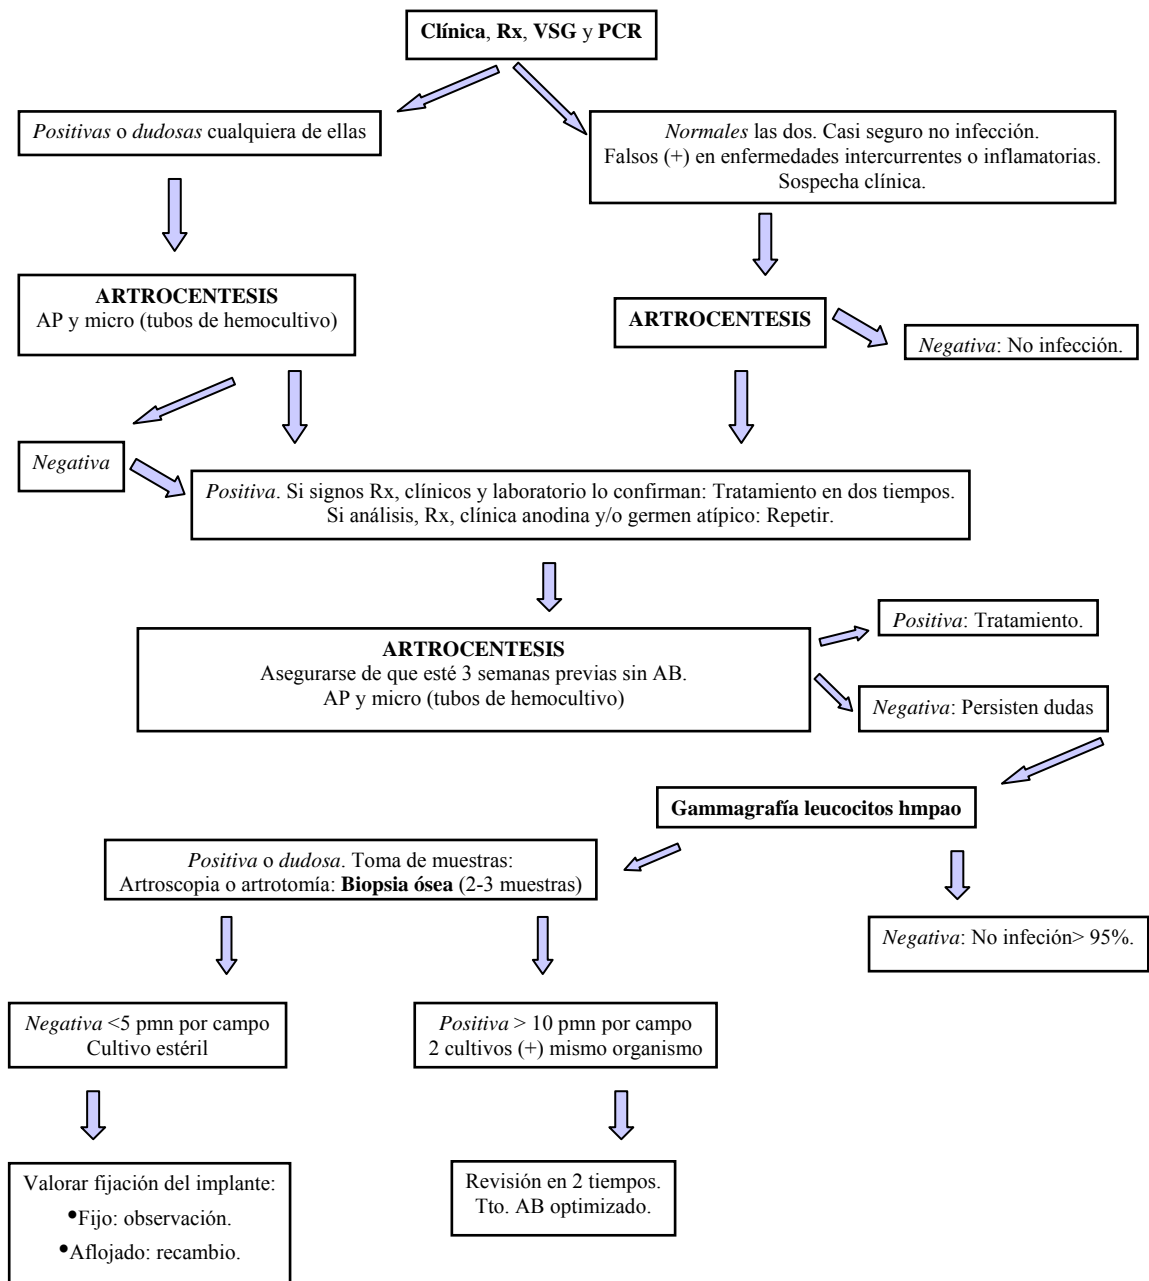 Clínica, Rx, VSG y PCR
Positivas o dudosas cualquiera de ellas
Normales las dos. Casi seguro no infección.
Falsos (+) en enfermedades intercurrentes o inflamatorias.
Sospecha clínica.
ARTROCENTESIS
AP y micro (tubos de hemocultivo)
ARTROCENTESIS
Negativa: No infección.
Negativa
Positiva. Si signos Rx, clínicos y laboratorio lo confirman: Tratamiento en dos tiempos.
Si análisis, Rx, clínica anodina y/o germen atípico: Repetir.
ARTROCENTESIS
Asegurarse de que esté 3 semanas previas sin AB.
AP y micro (tubos de hemocultivo)
Positiva: Tratamiento.
Negativa: Persisten dudas
Gammagrafía leucocitos hmpao
Positiva o dudosa. Toma de muestras:
Artroscopia o artrotomía: Biopsia ósea (2-3 muestras)
Negativa: No infeción> 95%.
Negativa <5 pmn por campo
Cultivo estéril
Positiva > 10 pmn por campo
2 cultivos (+) mismo organismo
Valorar fijación del implante:
•Fijo: observación.
•Aflojado: recambio.
Revisión en 2 tiempos.
Tto. AB optimizado.